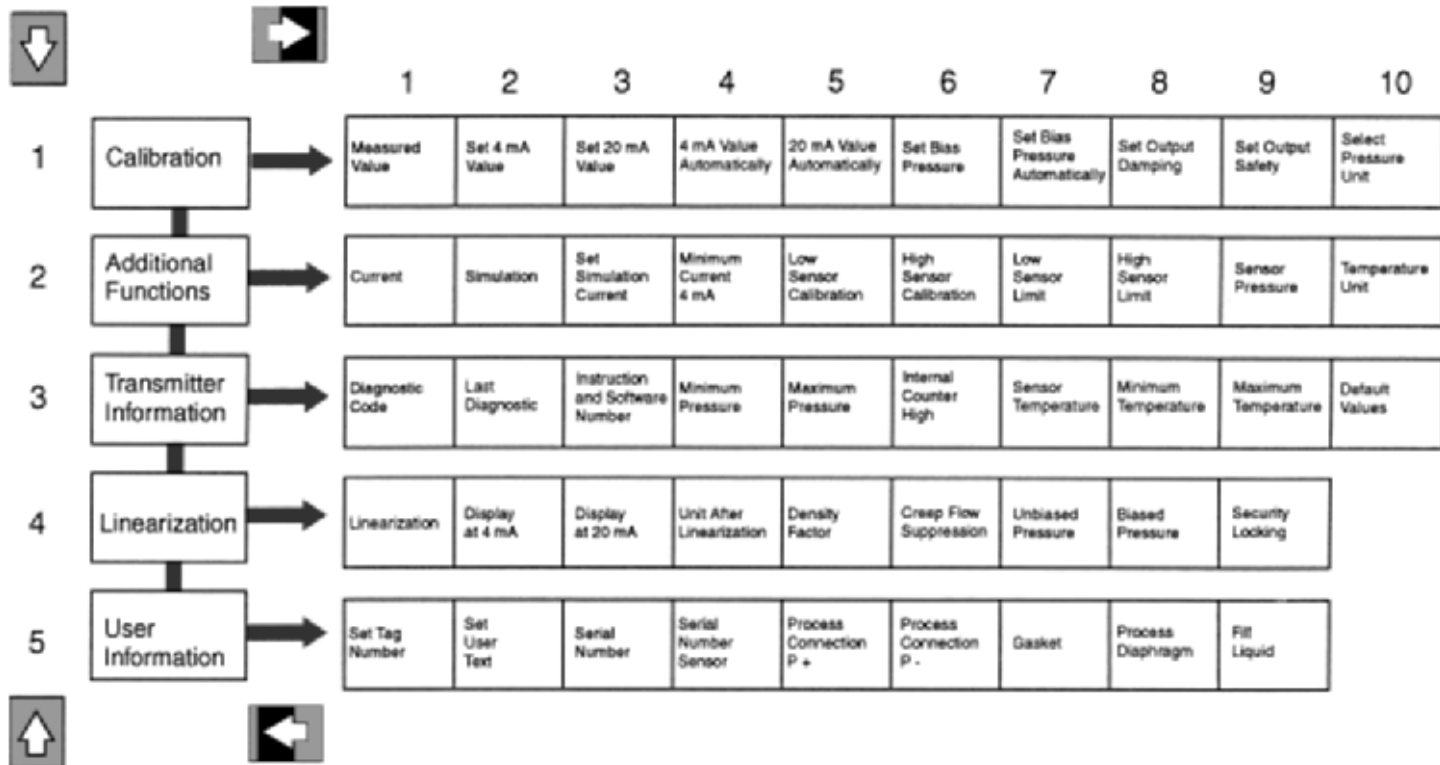 1 2 3 4 5 6 7 8 9 10
1
Calibration
Measured
Value
Set 4 mA
Value
Set 20 mA
Value
4 mA Value
Automatically
20 mA Value
Automatically
Set Bias
Pressure
Set Bias
Pressure
Automatically
Set Output
Damping
Set Output
Safety
Select
Pressure
Unit
2
Additional
Functions
Current
Simulation
Set
Simulation
Current
Minimum
Current
4 mA
Low
Sensor
Calibration
High
Sensor
Calibration
Low
Sensor
Limit
High
Sensor
Limit
Sensor
Pressure
Temperature
Unit
3
Transmitter
Information
Diagnostic
Code
Last
Diagnostic
Instruction
and Software
Number
Minimum
Pressure
Maximum
Pressure
Internal
Counter
High
Sensor
Temperature
Minimum
Temperature
Maximum
Temperature
Default
Values
4
Linearization
Linearization
Display
at 4 mA
Display
at 20 mA
Unit After
Linearization
Density
Factor
Creep Flow
Suppression
Unbiased
Pressure
Biased
Pressure
Security
Locking
5
User
Information
Set Tag
Number
Set
User
Text
Serial
Number
Serial
Number
Sensor
Process
Connection
P +
Process
Connection
P -
Gasket
Process
Diaphragm
Fill
Liquid